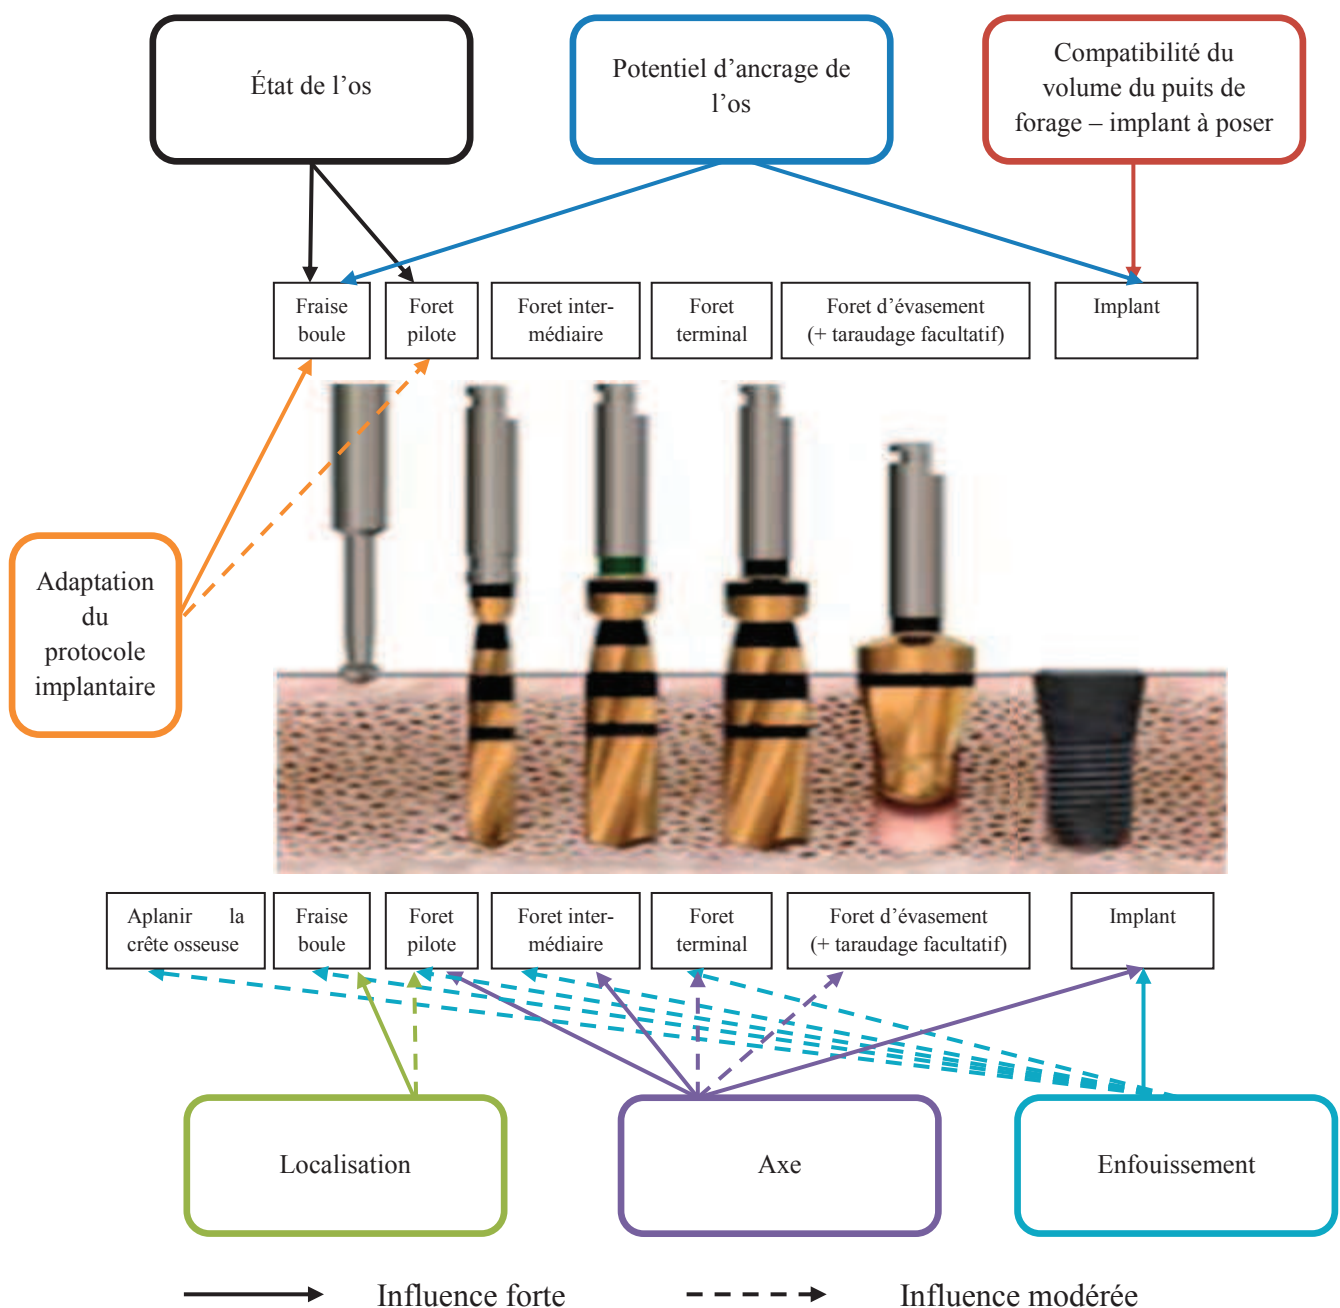 État de l’os
Potentiel d’ancrage de
l’os
Compatibilité du
volume du puits de
forage – implant à poser
Fraise
boule
Foret
pilote
Foret inter-
médiaire
Foret
terminal
Foret d’évasement
(+ taraudage facultatif)
Implant
Adaptation
du
protocole
implantaire
Aplanir la
crête osseuse
Fraise
boule
Foret
pilote
Foret inter-
médiaire
Foret
terminal
Foret d’évasement
(+ taraudage facultatif)
Implant
Localisation
Axe
Enfouissement
Influence forte
Influence modérée